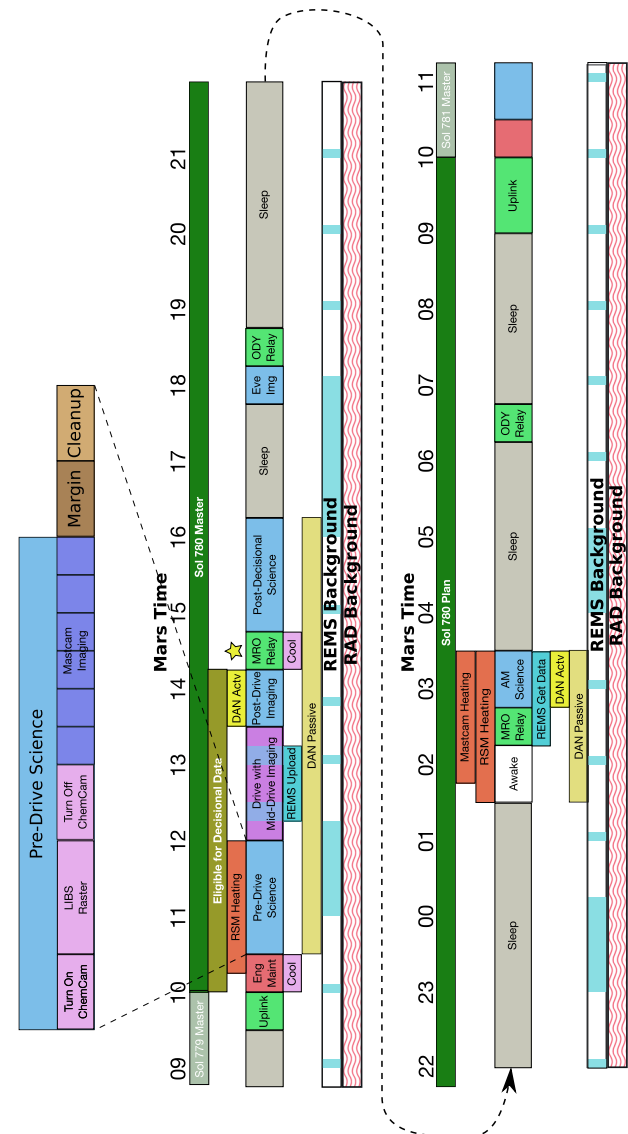 Pre-Drive Science
Turn On
ChemCam
LIBS
Raster
Turn Off
ChemCam
Mastcam
Imaging
Margin
Cleanup
Mars Time
09
10
11
12
13
14
15
16
17
18
19
20
21
Sol 779 Master
Sol 780 Master
Eligible for Decisional Data
RSM Heating
DAN Actv
Uplink
Eng
Maint
Pre-Drive
Science
Drive with
Mid-Drive Imaging
Post-Drive
Imaging
MRO
Relay
Post-Decisional
Science
Sleep
Eve
Img
ODY
Relay
Sleep
Cool
REMS Upload
Cool
DAN Passive
REMS Background
RAD Background
Mars Time
22
23
00
01
02
03
04
05
06
07
08
09
10
11
Sol 780 Plan
Sol 781 Master
Mastcam Heating
RSM Heating
Sleep
Awake
MRO
Relay
AM
Science
Sleep
ODY
Relay
Sleep
Uplink
REMS Get Data
DAN Actv
DAN Passive
REMS Background
RAD Background